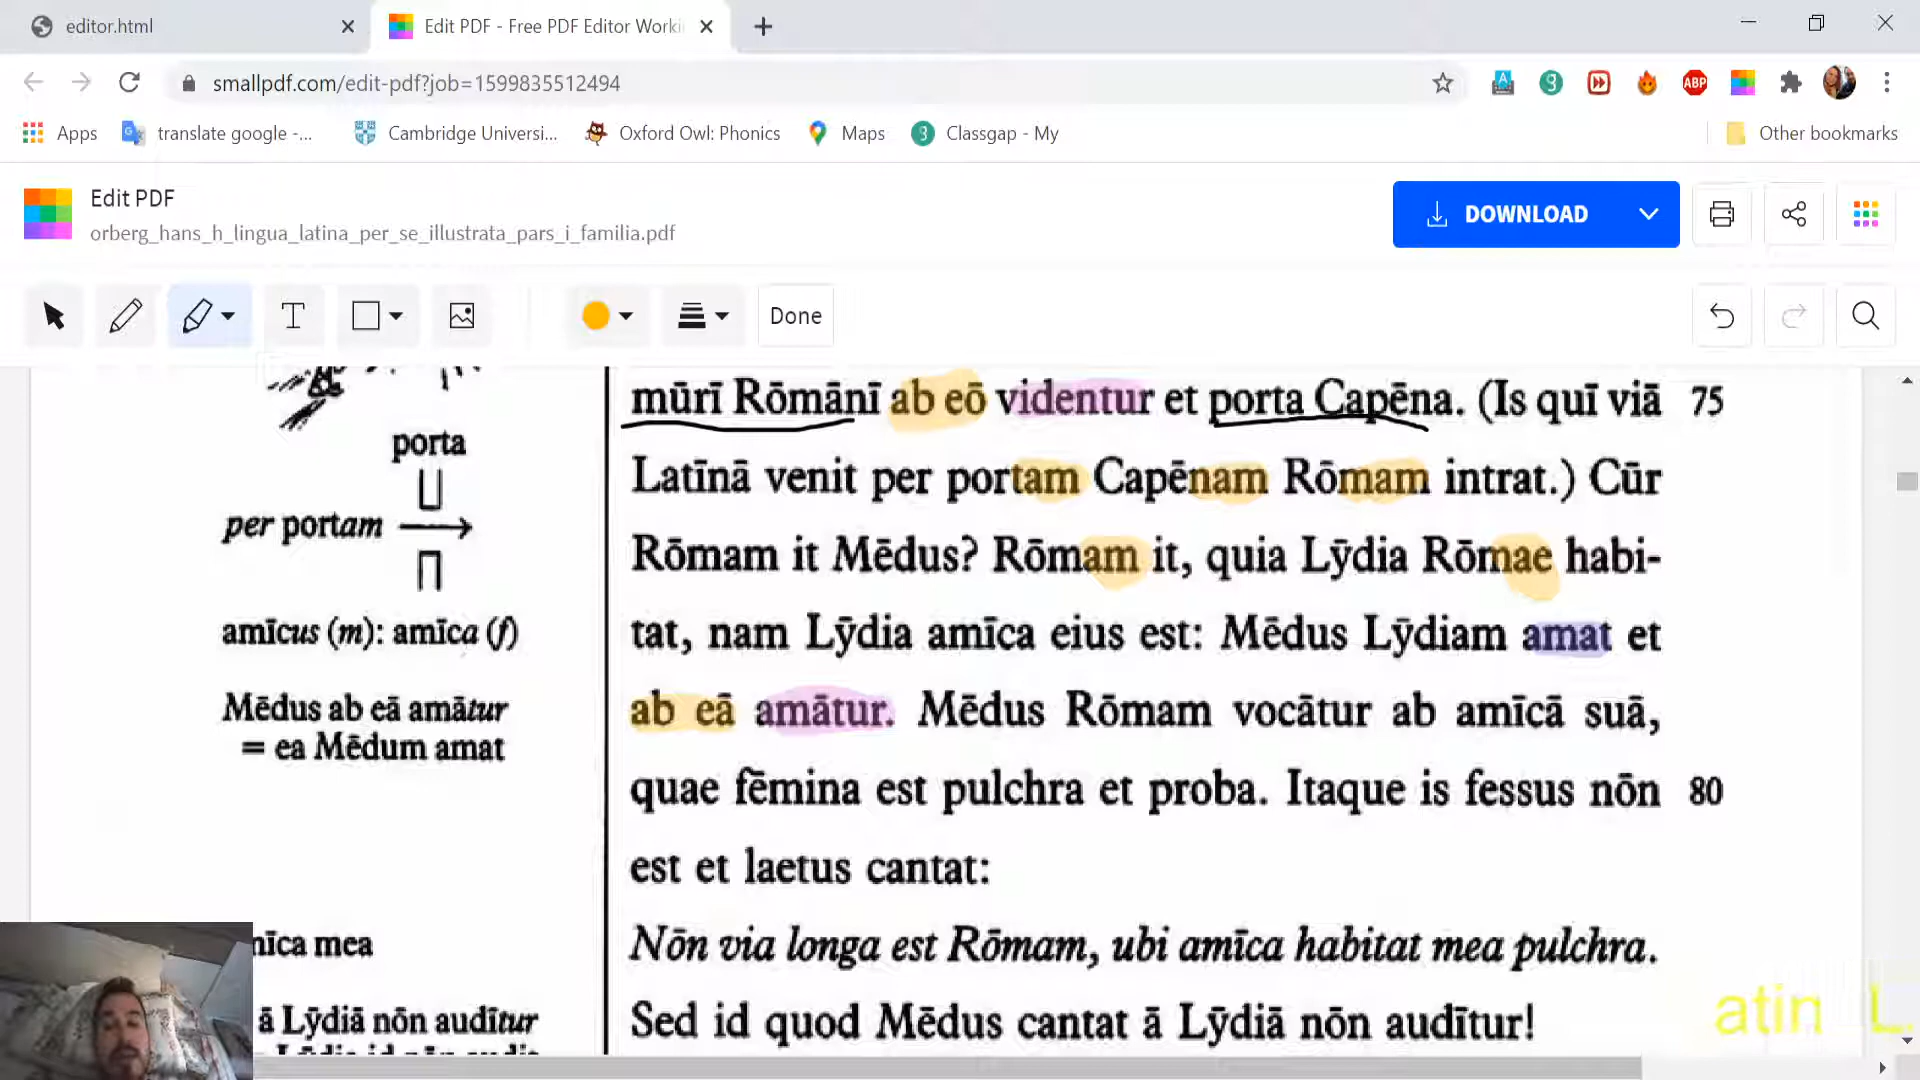 editor.html
Edit PDF - Free PDF Editor Worki
smallpdf.com/edit-pdf?job=1599835512494
ABP
Apps
translate google -...
Cambridge Universi...
Oxford Owl: Phonics
Maps
Classgap - My
Other bookmarks
Edit PDF
orberg_hans_h_lingua_latina_per_se_illustrata_pars_i_familia.pdf
DOWNLOAD
Done
porta
per portam
amīcus (m): amīca (f)
Mēdus ab eā amātur
= ea Mēdum amat
mīca mea
ā Lȳdiā nōn audītur
mūrī Rōmānī ab eō videntur et porta Capēna. (Is quī viā 75
Latīnā venit per portam Capēnam Rōmam intrat.) Cūr
Rōmam it Mēdus? Rōmam it, quia Lȳdia Rōmae habi-
tat, nam Lȳdia amīca eius est: Mēdus Lȳdiam amat et
ab eā amātur. Mēdus Rōmam vocātur ab amīcā suā,
quae fēmina est pulchra et proba. Itaque is fessus nōn 80
est et laetus cantat:
Nōn via longa est Rōmam, ubi amīca habitat mea pulchra.
Sed id quod Mēdus cantat ā Lȳdiā nōn audītur!
atin L